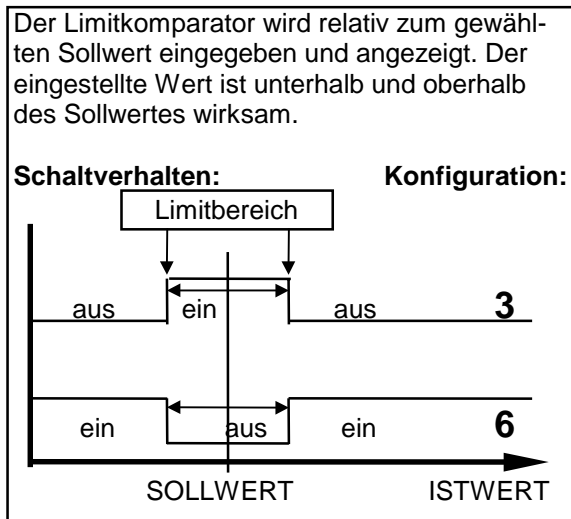 Der Limitkomparator wird relativ zum gewähl-
ten Sollwert eingegeben und angezeigt. Der
eingestellte Wert ist unterhalb und oberhalb
des Sollwertes wirksam.
Schaltverhalten: Konfiguration:
Limitbereich
aus ein aus 3
ein aus ein 6
SOLLWERT ISTWERT